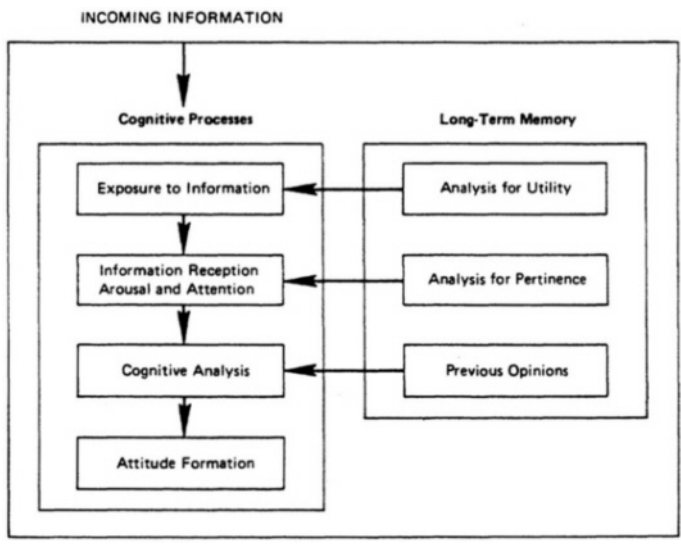 INCOMING INFORMATION
Cognitive Processes
Long-Term Memory
Exposure to Information
Analysis for Utility
Information Reception
Arousal and Attention
Analysis for Pertinence
Cognitive Analysis
Previous Opinions
Attitude Formation